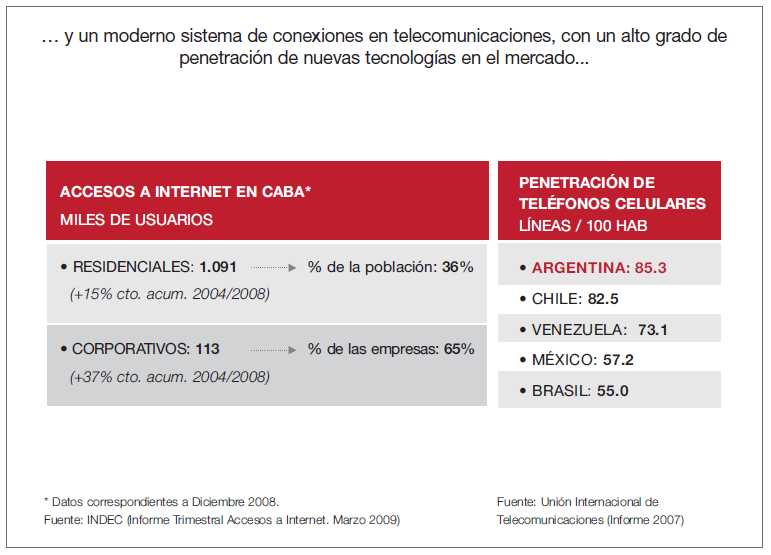 … y un moderno sistema de conexiones en telecomunicaciones, con un alto grado de
penetración de nuevas tecnologías en el mercado...
ACCESOS A INTERNET EN CABA*
MILES DE USUARIOS
• RESIDENCIALES: 1.091 % de la población: 36%
(+15% cto. acum. 2004/2008)
• CORPORATIVOS: 113 % de las empresas: 65%
(+37% cto. acum. 2004/2008)
PENETRACIÓN DE
TELÉFONOS CELULARES
LÍNEAS / 100 HAB
• ARGENTINA: 85.3
• CHILE: 82.5
• VENEZUELA: 73.1
• MÉXICO: 57.2
• BRASIL: 55.0
* Datos correspondientes a Diciembre 2008.
Fuente: INDEC (Informe Trimestral Accesos a Internet. Marzo 2009)
Fuente: Unión Internacional de
Telecomunicaciones (Informe 2007)